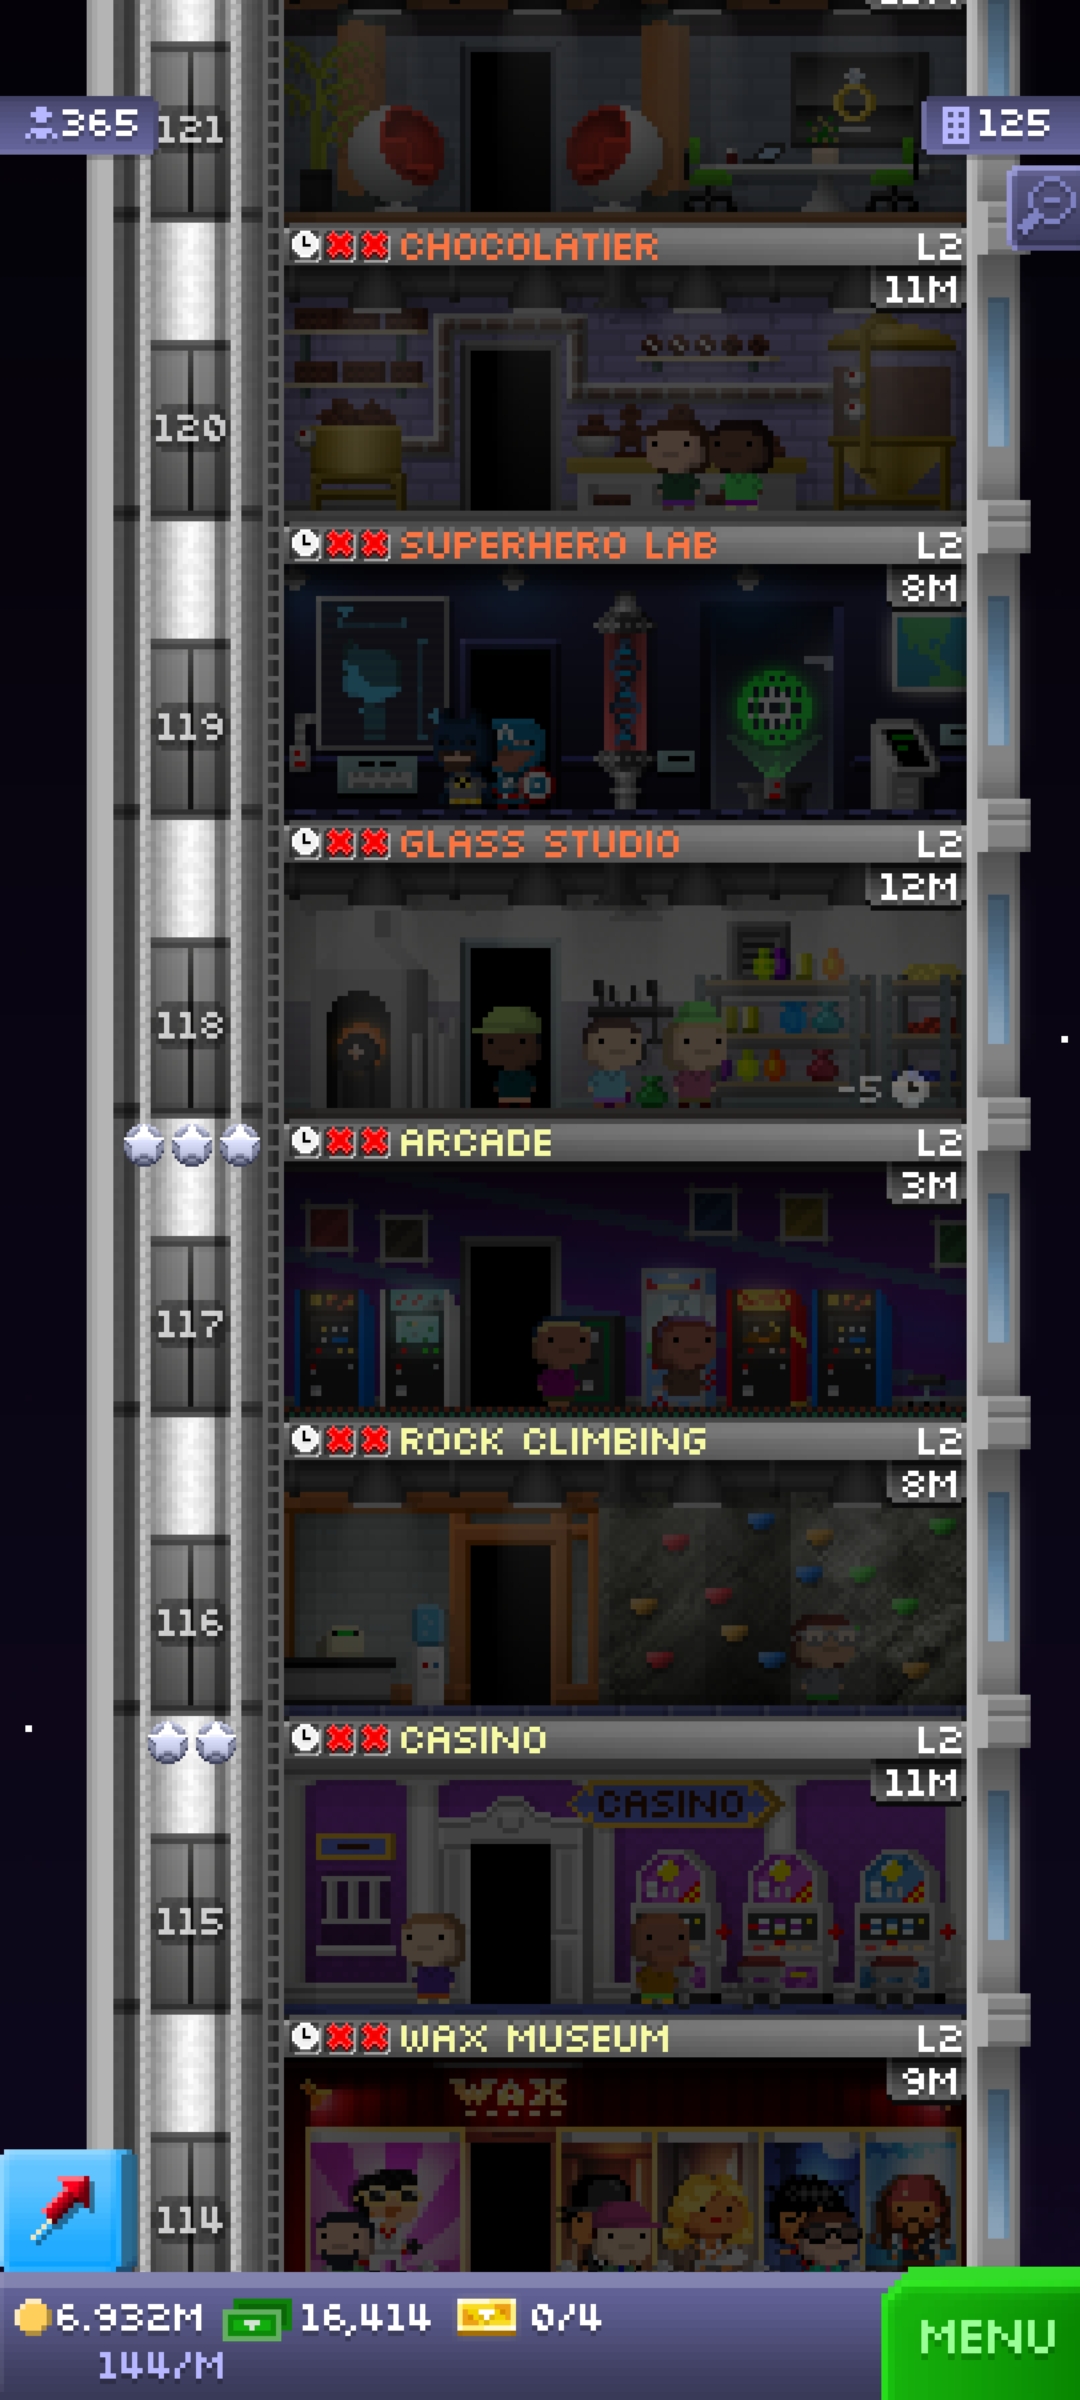 365
121
125
CHOCOLATIER L2
11M
120
SUPERHERO LAB L2
8M
119
GLASS STUDIO L2
12M
118
-5
ARCADE L2
3M
117
ROCK CLIMBING L2
8M
116
CASINO L2
11M
CASINO
115
WAX MUSEUM L2
9M
WAX
114
6.932M 16,414 0/4
144/M
MENU